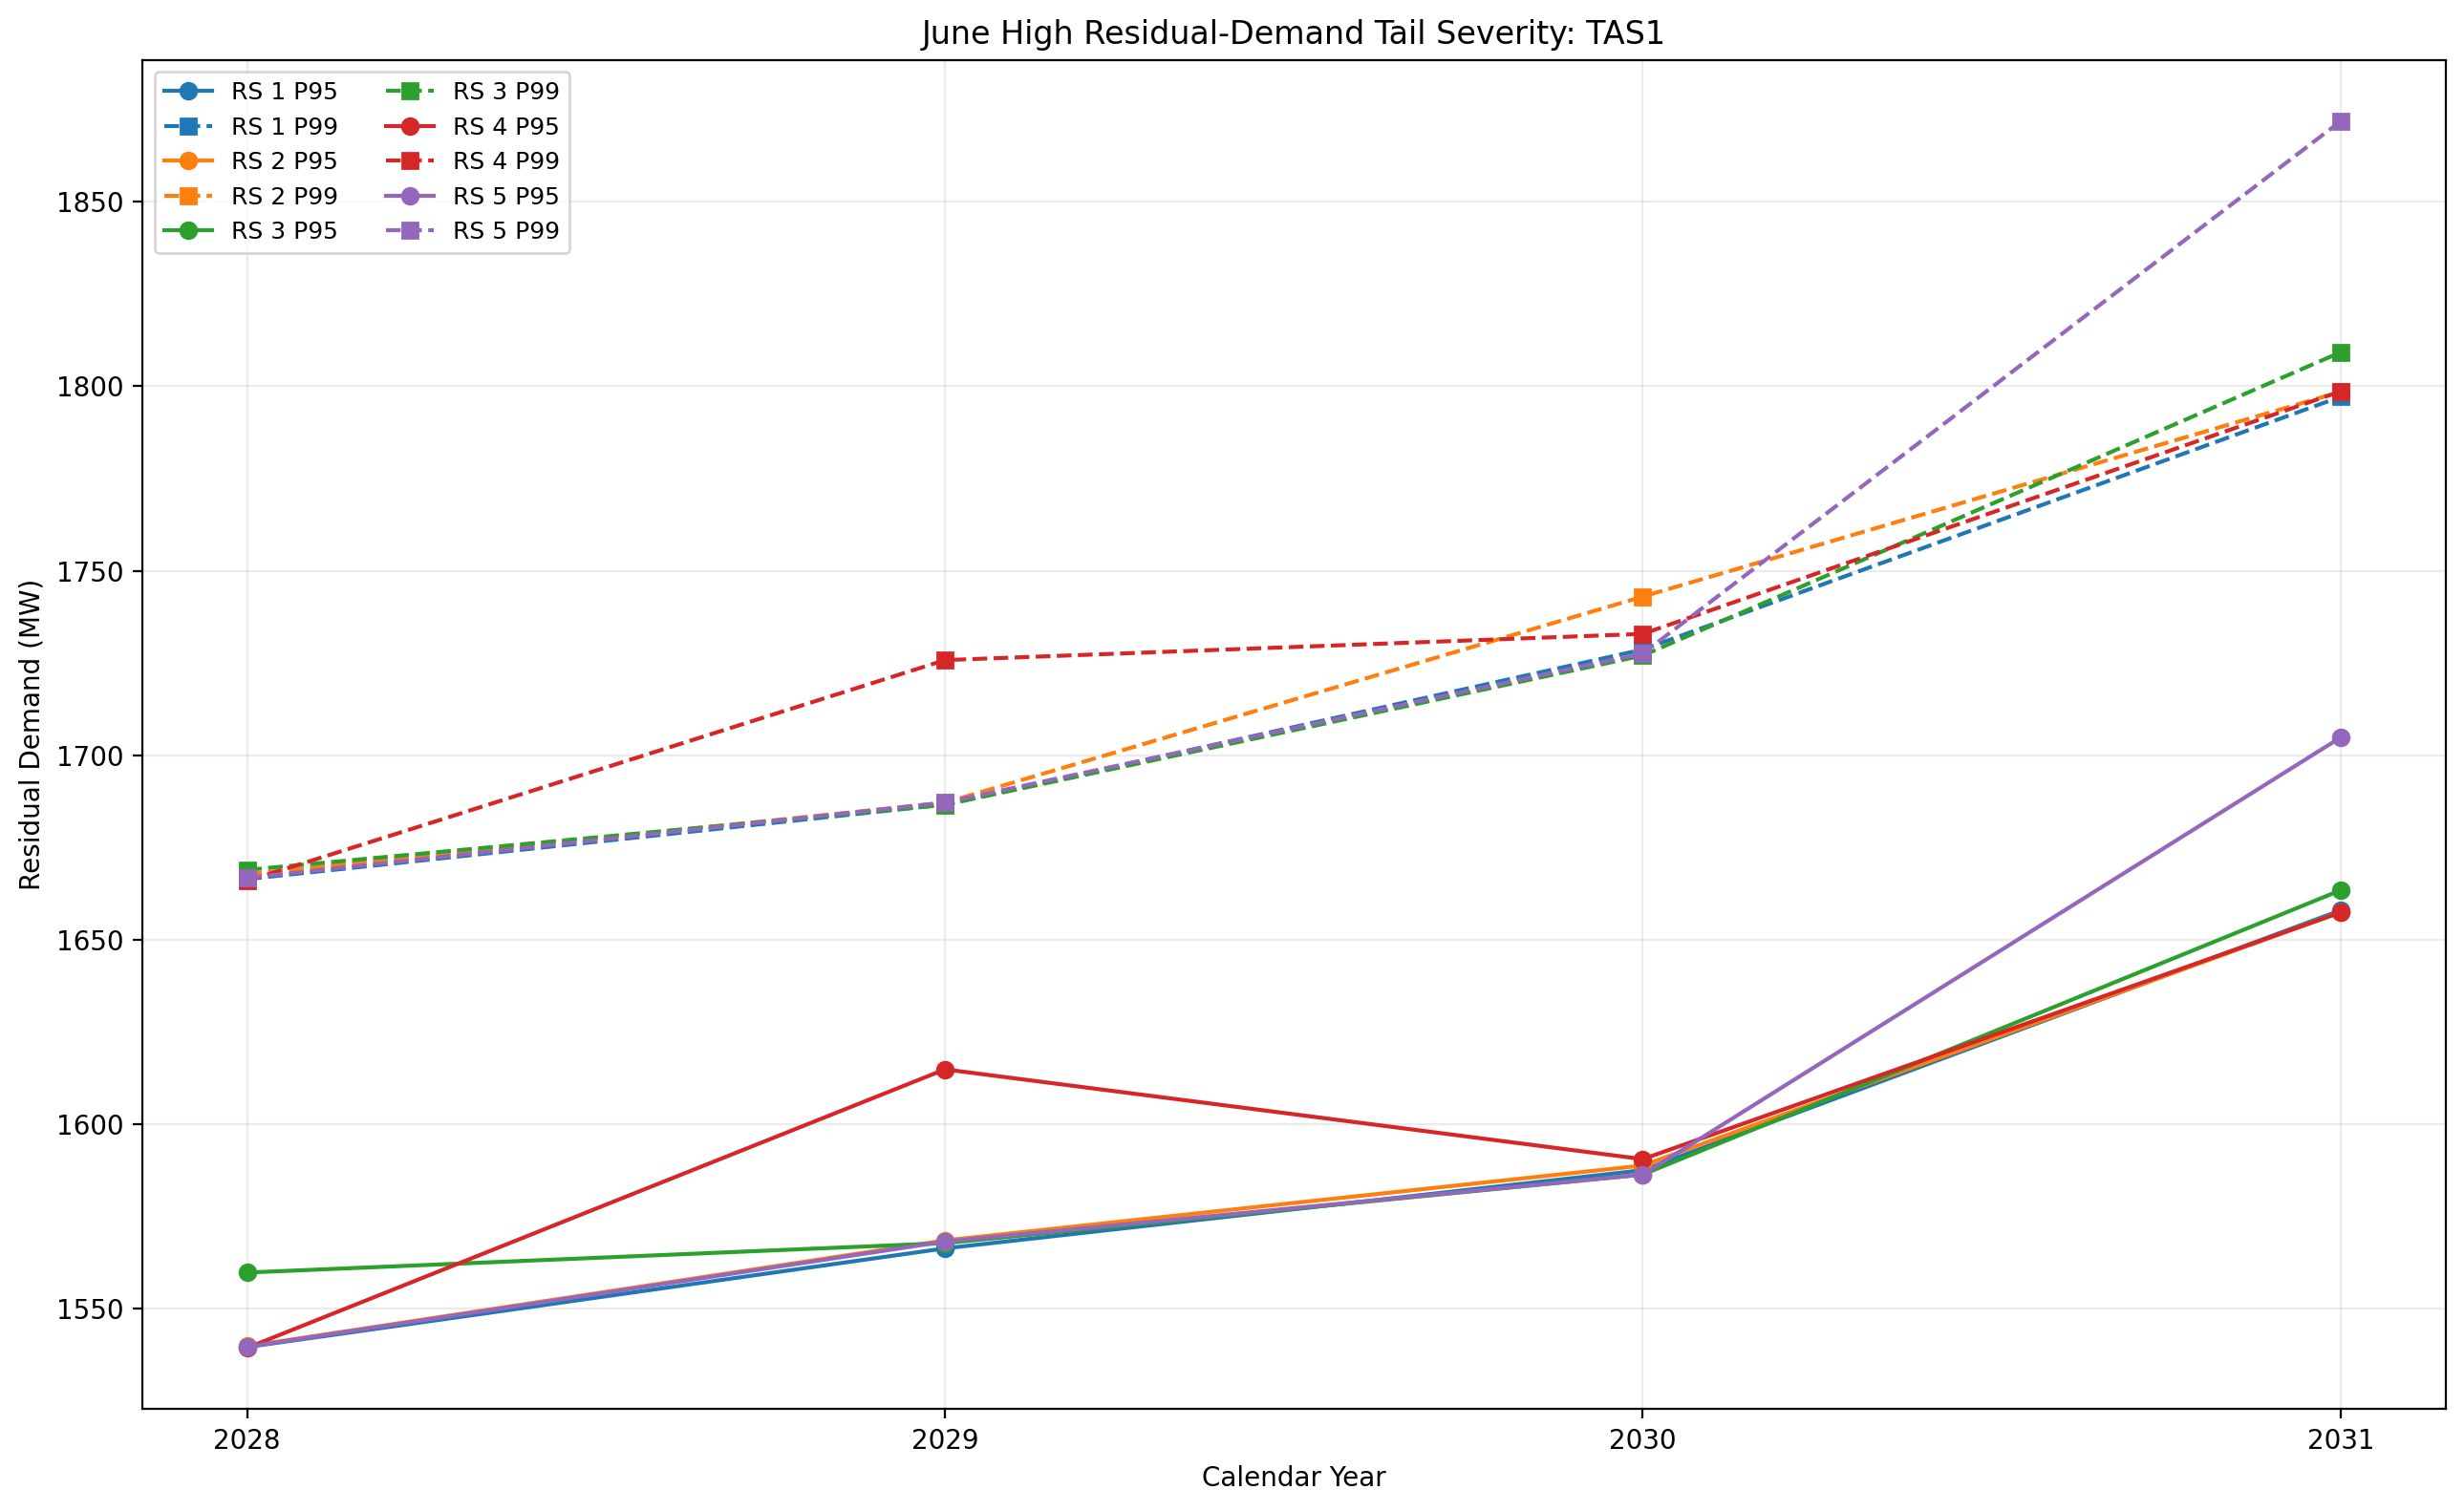 June High Residual-Demand Tail Severity: TAS1
RS 1 P95
RS 1 P99
RS 2 P95
RS 2 P99
RS 3 P95
RS 3 P99
RS 4 P95
RS 4 P99
RS 5 P95
RS 5 P99
Residual Demand (MW)
1850
1800
1750
1700
1650
1600
1550
2028
2029
2030
2031
Calendar Year